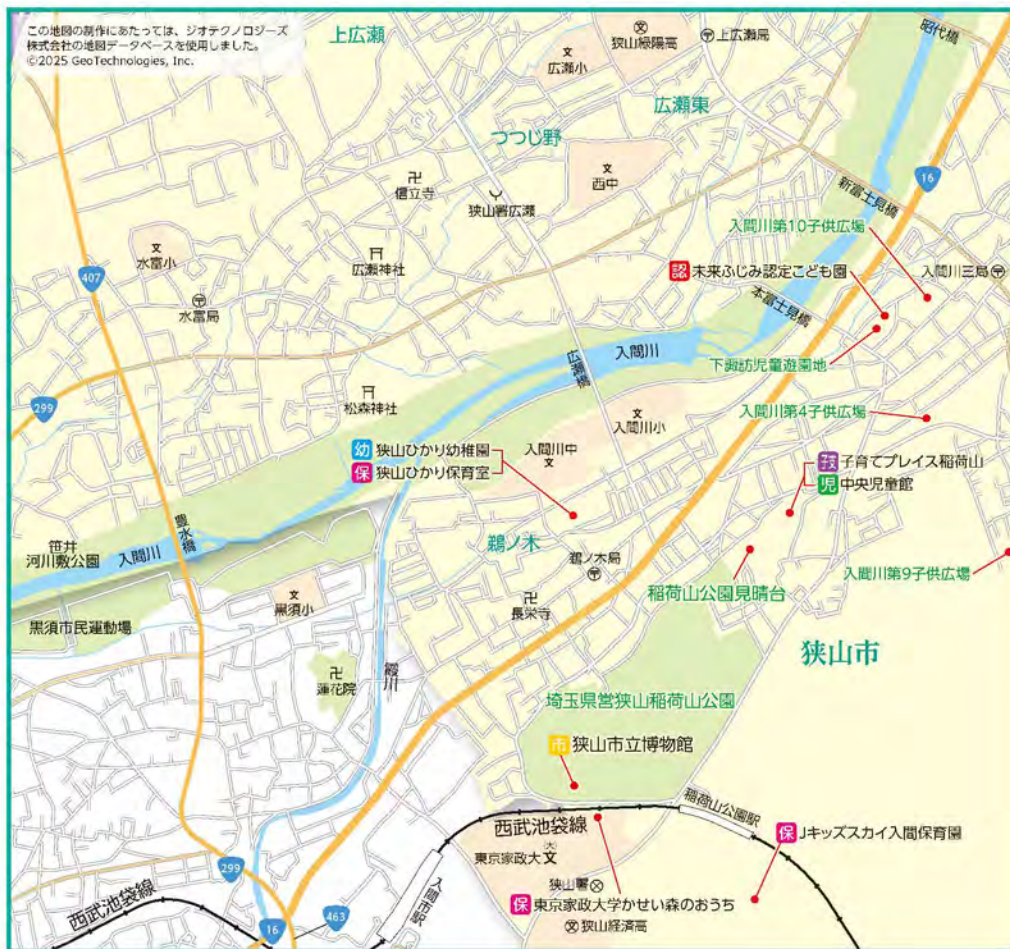 この地図の制作にあたっては、ジオテクノロジーズ
株式会社の地図データベースを使用しました。
©2025 GeoTechnologies, Inc.
上広瀬
文
広瀬小
文
狭山緑陽高
上広瀬局
昭代橋
広瀬東
つつじ野
文
西中
卍
信立寺
狭山署広瀬
16
新富士見橋
入間川第10子供広場
文
水富小
広瀬神社
407
認 未来ふじみ認定こども園
入間川三局
水富局
本富士見橋
入間川
広瀬橋
下諏訪児童遊園地
299
松森神社
文
入間川小
入間川第4子供広場
幼 狭山ひかり幼稚園
保 狭山ひかり保育室
入間川中
文
子支 子育てプレイス稲荷山
児 中央児童館
豊水橋
笹井
河川敷公園
入間川
鵜ノ木
鵜ノ木局
入間川第9子供広場
稲荷山公園見晴台
文
黒須小
卍
長栄寺
黒須市民運動場
狭山市
卍
蓮花院
霞川
埼玉県営狭山稲荷山公園
市 狭山市立博物館
稲荷山公園駅
西武池袋線
保 Jキッズスカイ入間保育園
東京家政大
(大)
文
299
入間市駅
狭山署
保 東京家政大学かせい森のおうち
西武池袋線
463
16
文
狭山経済高